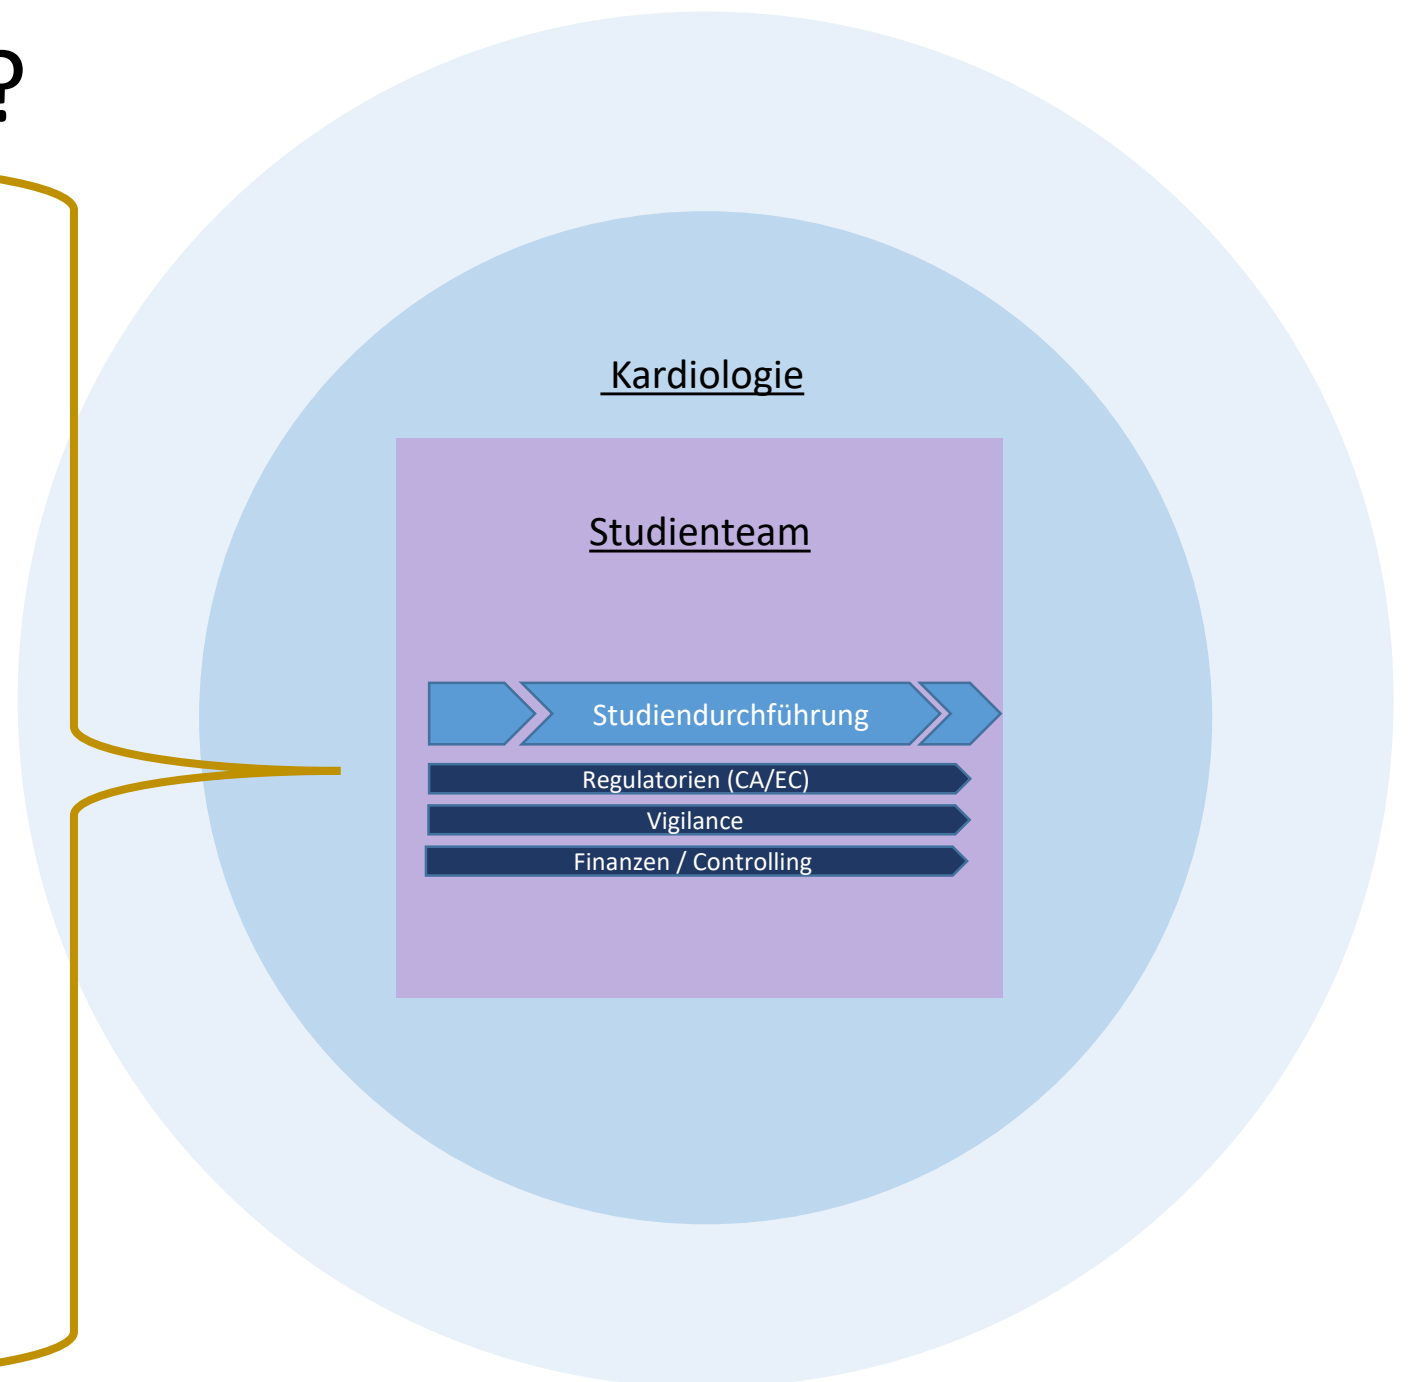 ?
Kardiologie
Studienteam
Studiendurchführung
Regulatorien (CA/EC)
Vigilance
Finanzen / Controlling